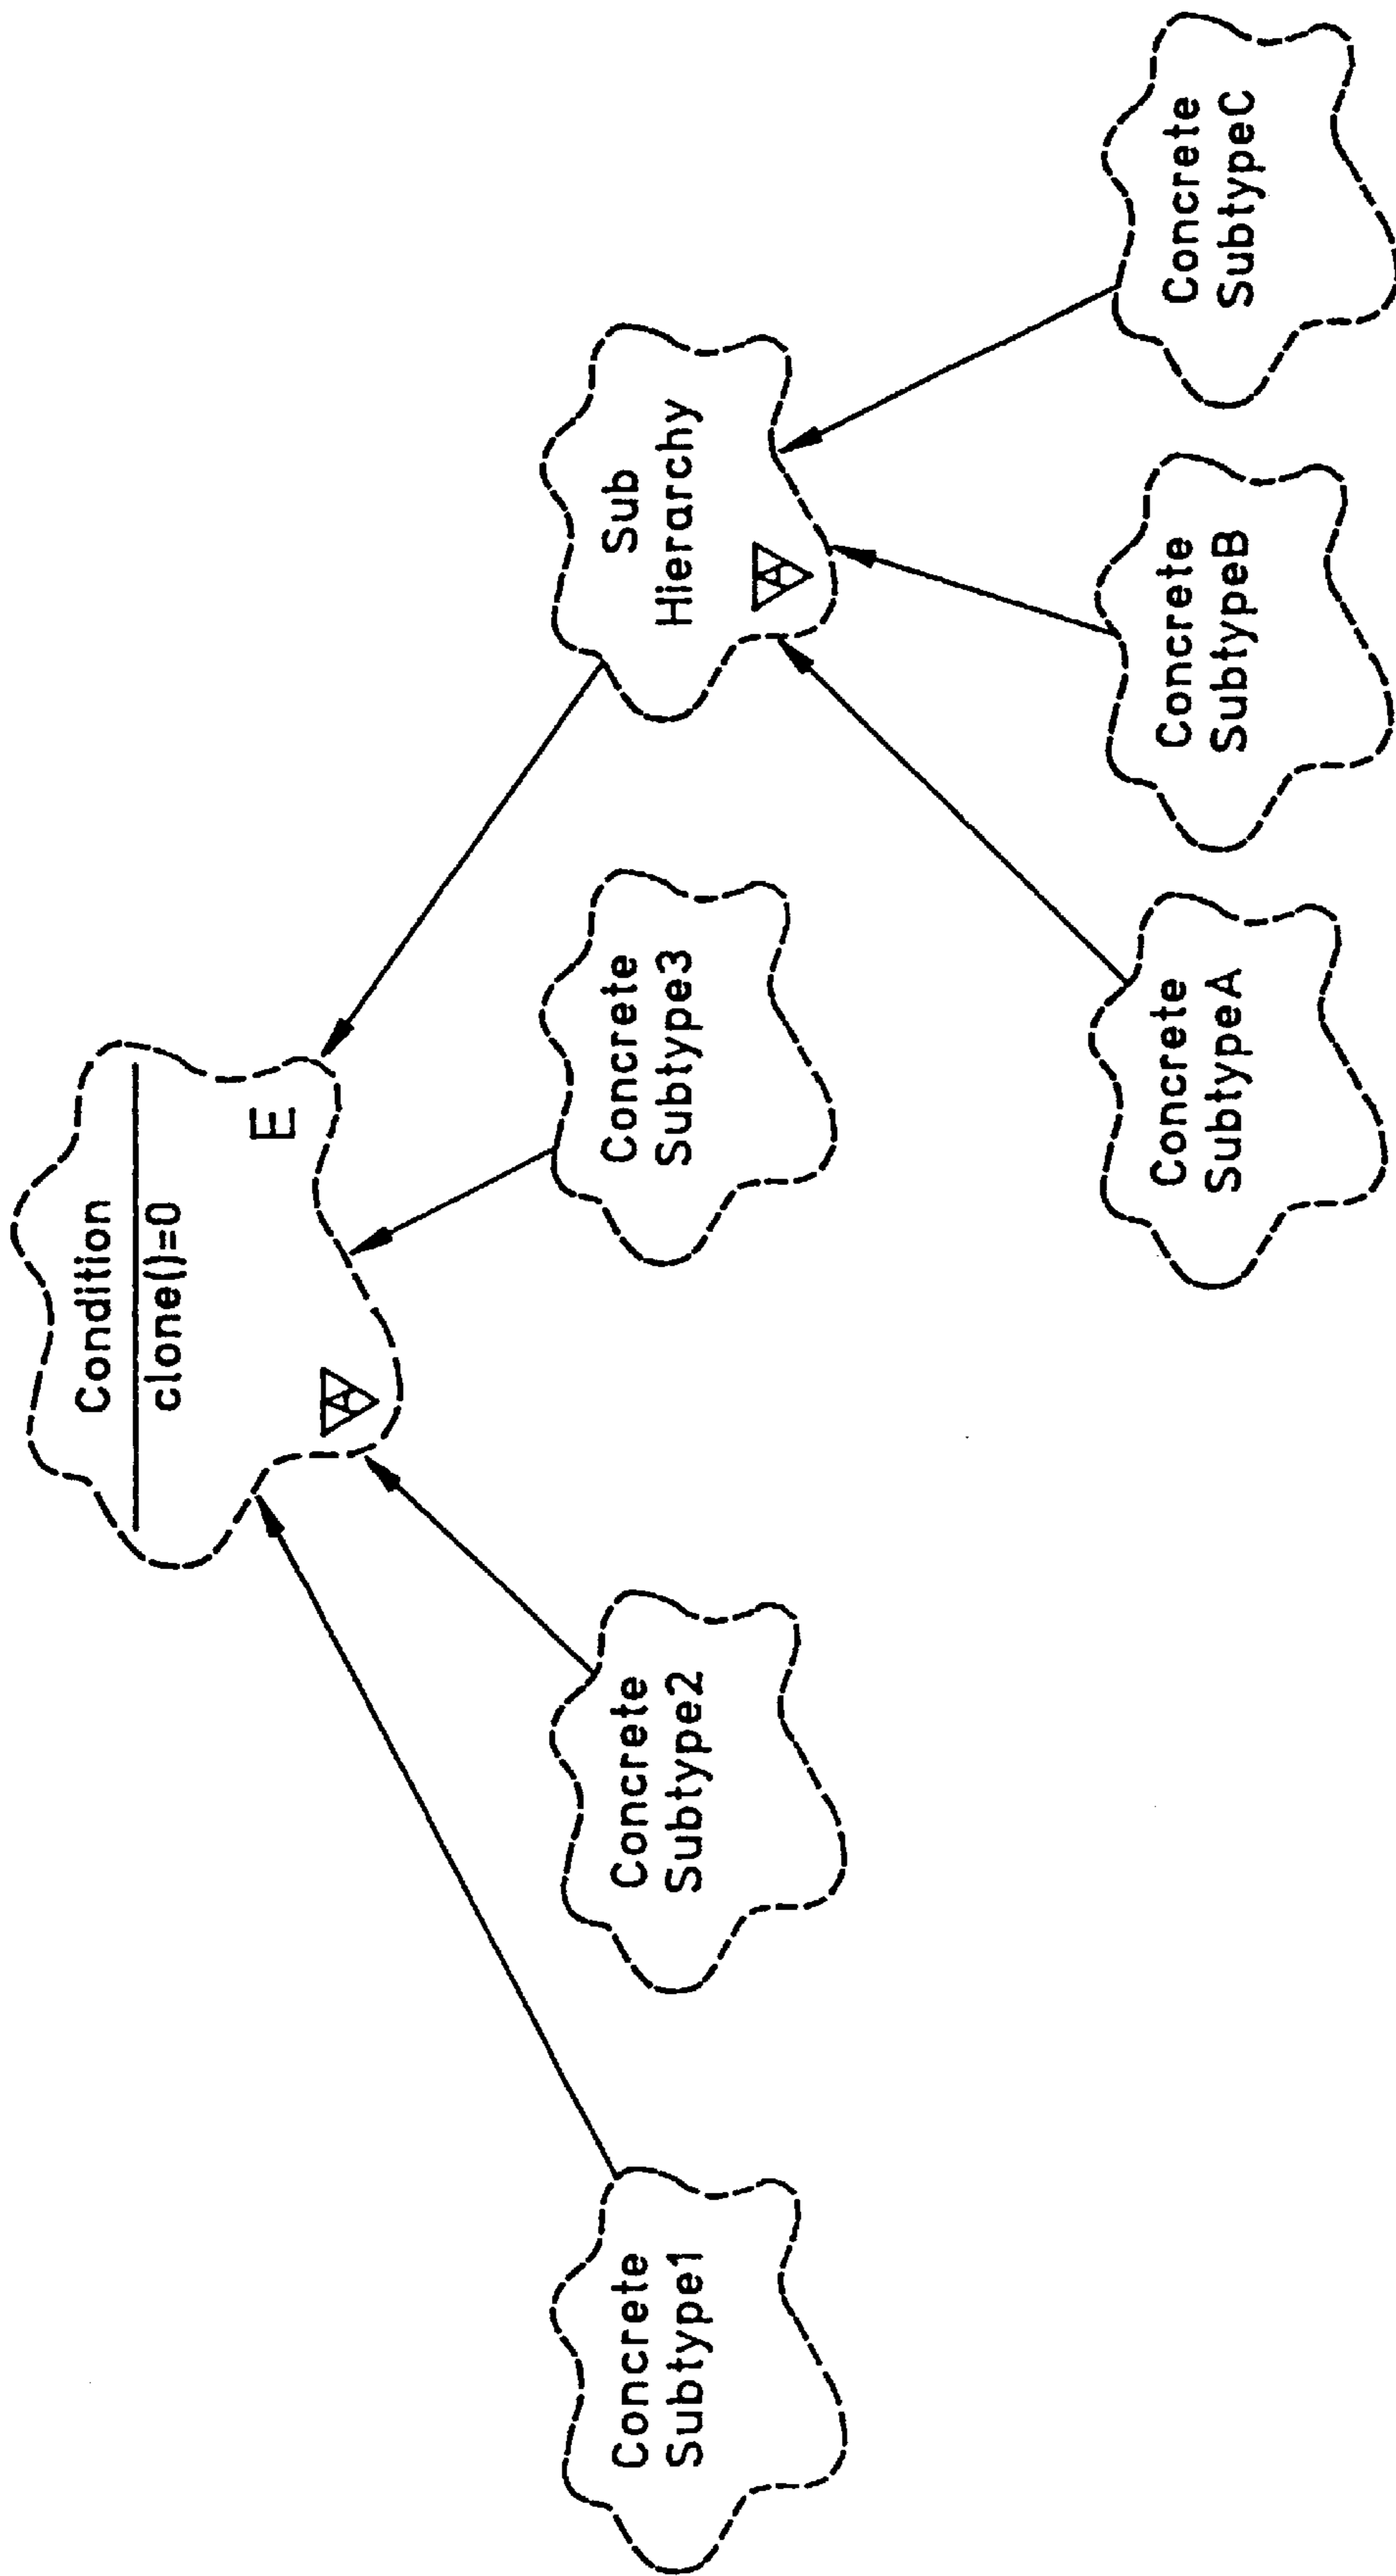 Condition
clone()=0
E
A
Concrete
Subtype1
Concrete
Subtype2
Concrete
Subtype3
Sub
Hierarchy
A
Concrete
SubtypeA
Concrete
SubtypeB
Concrete
SubtypeC